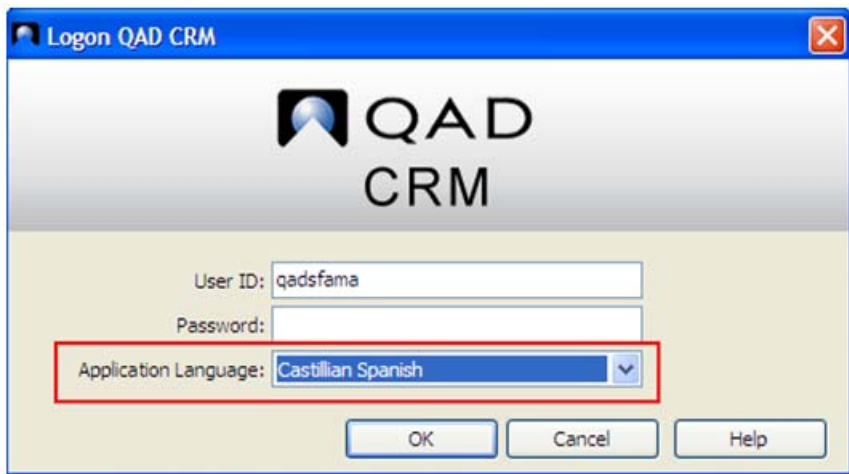 Logon QAD CRM
QAD
CRM
User ID: qadsfama
Password:
Application Language: Castillian Spanish
OK Cancel Help